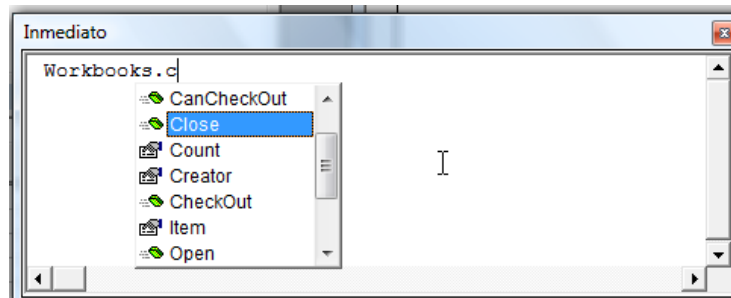 Inmediato
Workbooks.c
CanCheckOut
Close
Count
Creator
CheckOut
Item
Open